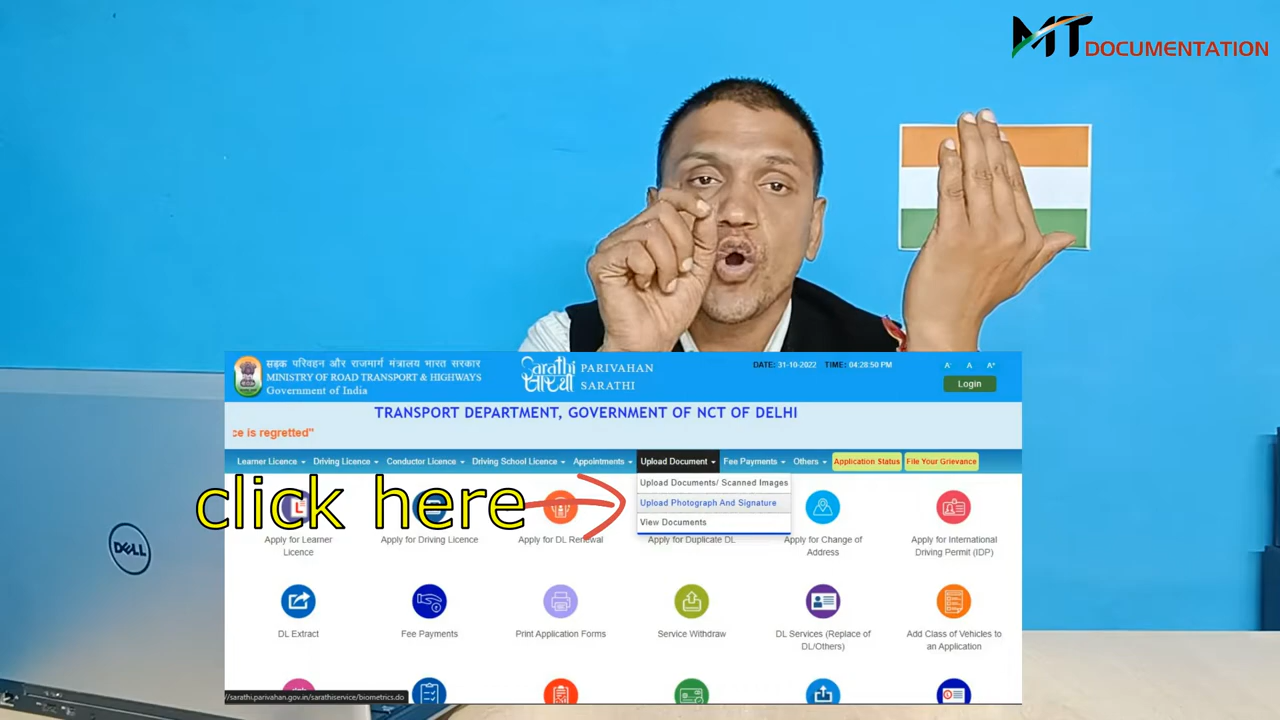 MT DOCUMENTATION
सड़क परिवहन और राजमार्ग मंत्रालय भारत सरकार
MINISTRY OF ROAD TRANSPORT & HIGHWAYS
Government of India
Sarathi
सारथी
PARIVAHAN
SARATHI
DATE: 31-10-2022 TIME: 04:28:50 PM
A- A A+
Login
TRANSPORT DEPARTMENT, GOVERNMENT OF NCT OF DELHI
ce is regretted"
Learner Licence Driving Licence Conductor Licence Driving School Licence Appointments Upload Document Fee Payments Others Application Status File Your Grievance
Upload Documents/ Scanned Images
Upload Photograph And Signature
View Documents
click here
Apply for Learner
Licence
Apply for Driving Licence
Apply for DL Renewal
Apply for Duplicate DL
Apply for Change of
Address
Apply for International
Driving Permit (IDP)
DELL
DL Extract
Fee Payments
Print Application Forms
Service Withdraw
DL Services (Replace of
DL/Others)
Add Class of Vehicles to
an Application
//sarathi.parivahan.gov.in/sarathiservice/biometrics.do